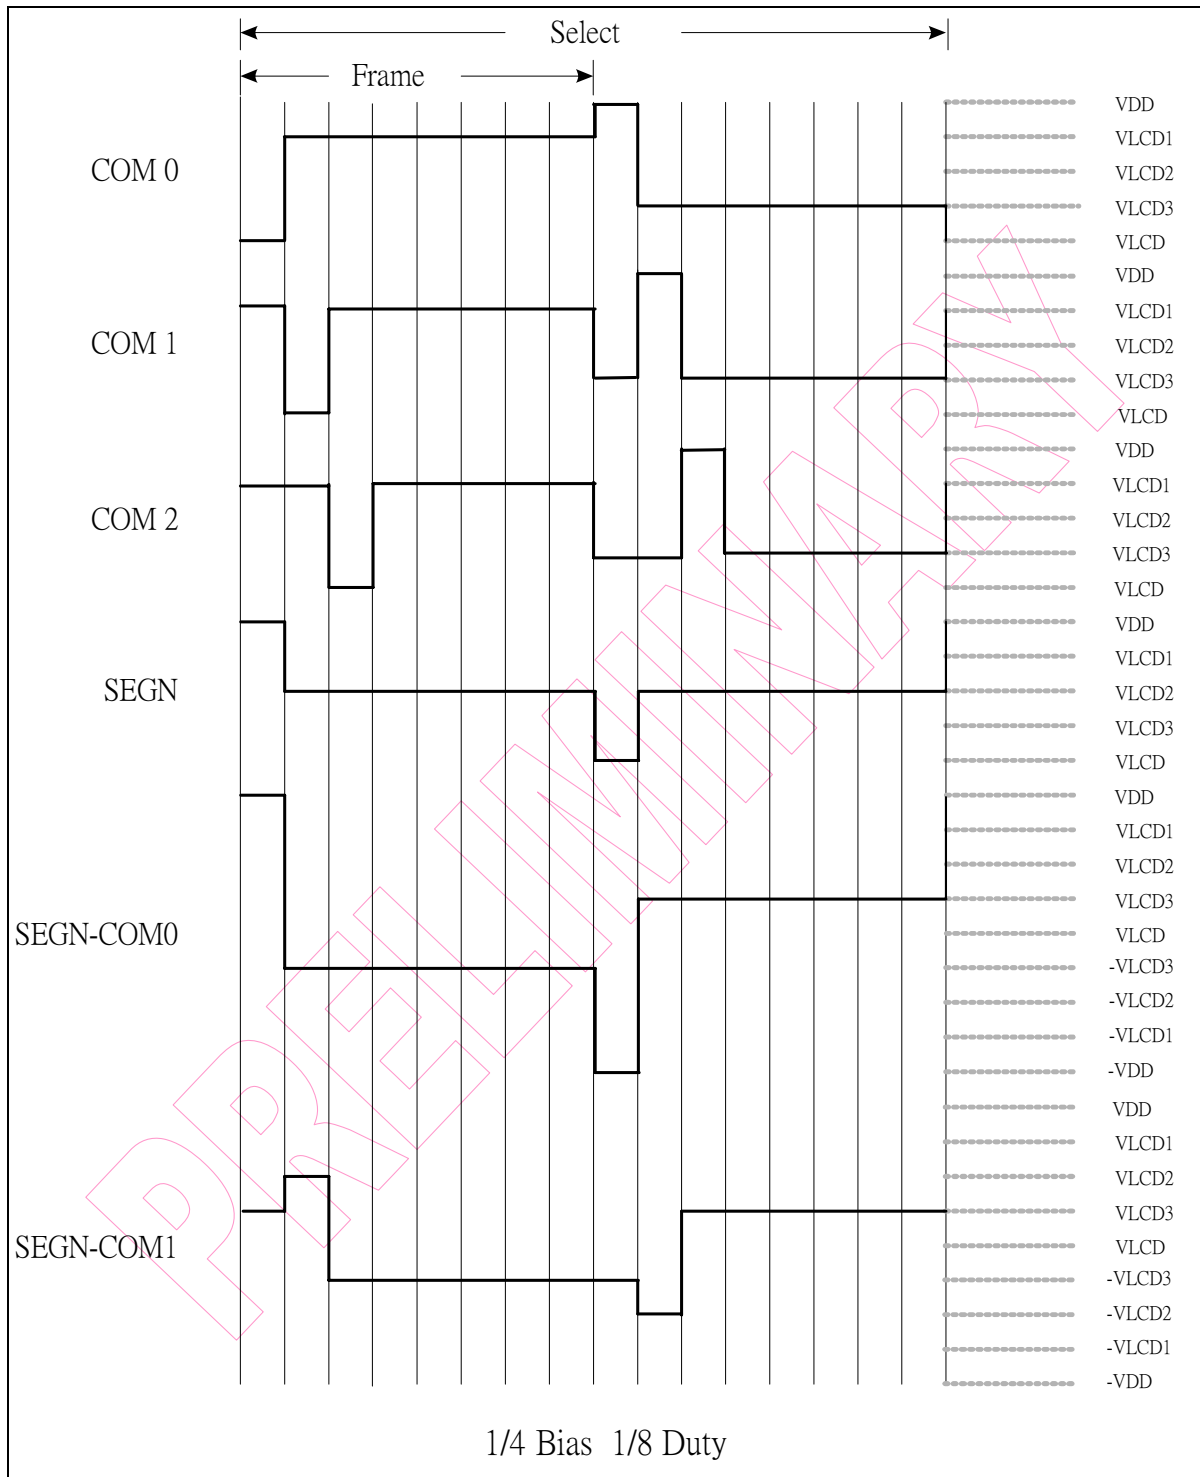 Select
Frame
COM 0
VDD
VLCD1
VLCD2
VLCD3
VLCD
COM 1
VDD
VLCD1
VLCD2
VLCD3
VLCD
COM 2
VDD
VLCD1
VLCD2
VLCD3
VLCD
SEGN
VDD
VLCD1
VLCD2
VLCD3
VLCD
SEGN-COM0
VDD
VLCD1
VLCD2
VLCD3
VLCD
-VLCD3
-VLCD2
-VLCD1
-VDD
SEGN-COM1
VDD
VLCD1
VLCD2
VLCD3
VLCD
-VLCD3
-VLCD2
-VLCD1
-VDD
PRELIMINARY
1/4 Bias 1/8 Duty